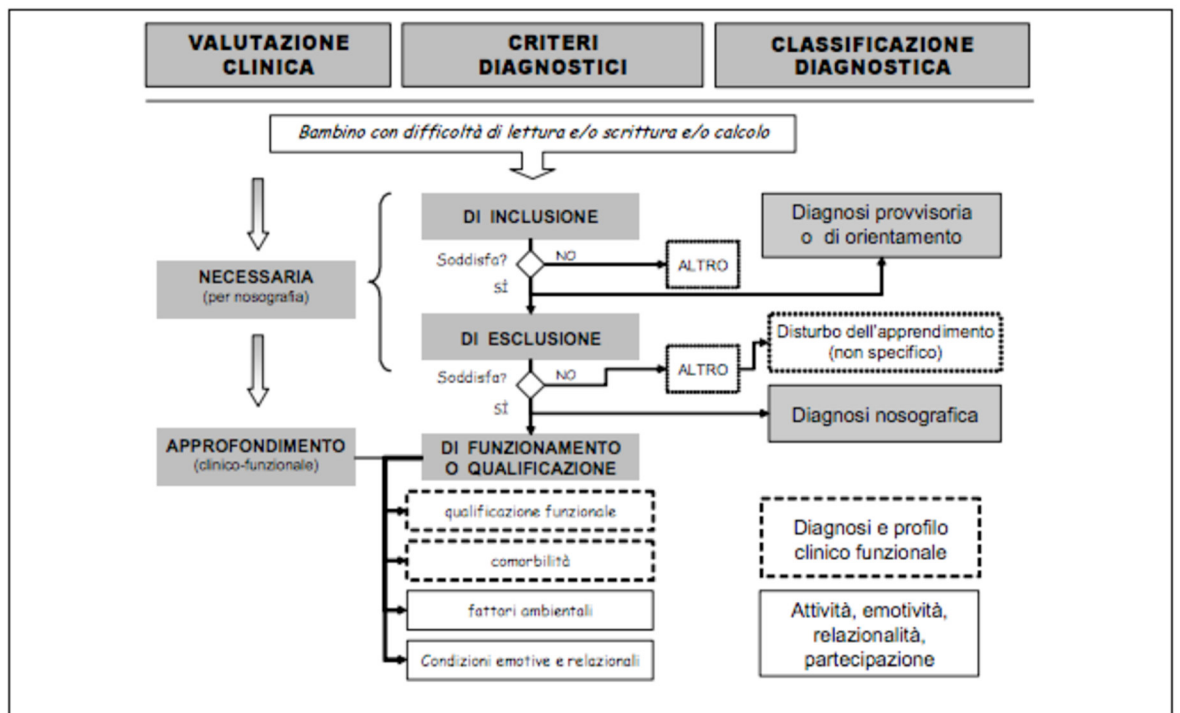 VALUTAZIONE
CLINICA
CRITERI
DIAGNOSTICI
CLASSIFICAZIONE
DIAGNOSTICA
Bambino con difficoltà di lettura e/o scrittura e/o calcolo
DI INCLUSIONE
Diagnosi provvisoria
o di orientamento
Soddisfa?
NO
ALTRO
SÌ
NECESSARIA
(per nosografia)
DI ESCLUSIONE
Disturbo dell'apprendimento
(non specifico)
Soddisfa?
NO
ALTRO
SÌ
Diagnosi nosografica
APPROFONDIMENTO
(clinico-funzionale)
DI FUNZIONAMENTO
O QUALIFICAZIONE
qualificazione funzionale
comorbilità
fattori ambientali
Condizioni emotive e relazionali
Diagnosi e profilo
clinico funzionale
Attività, emotività,
relazionalità,
partecipazione